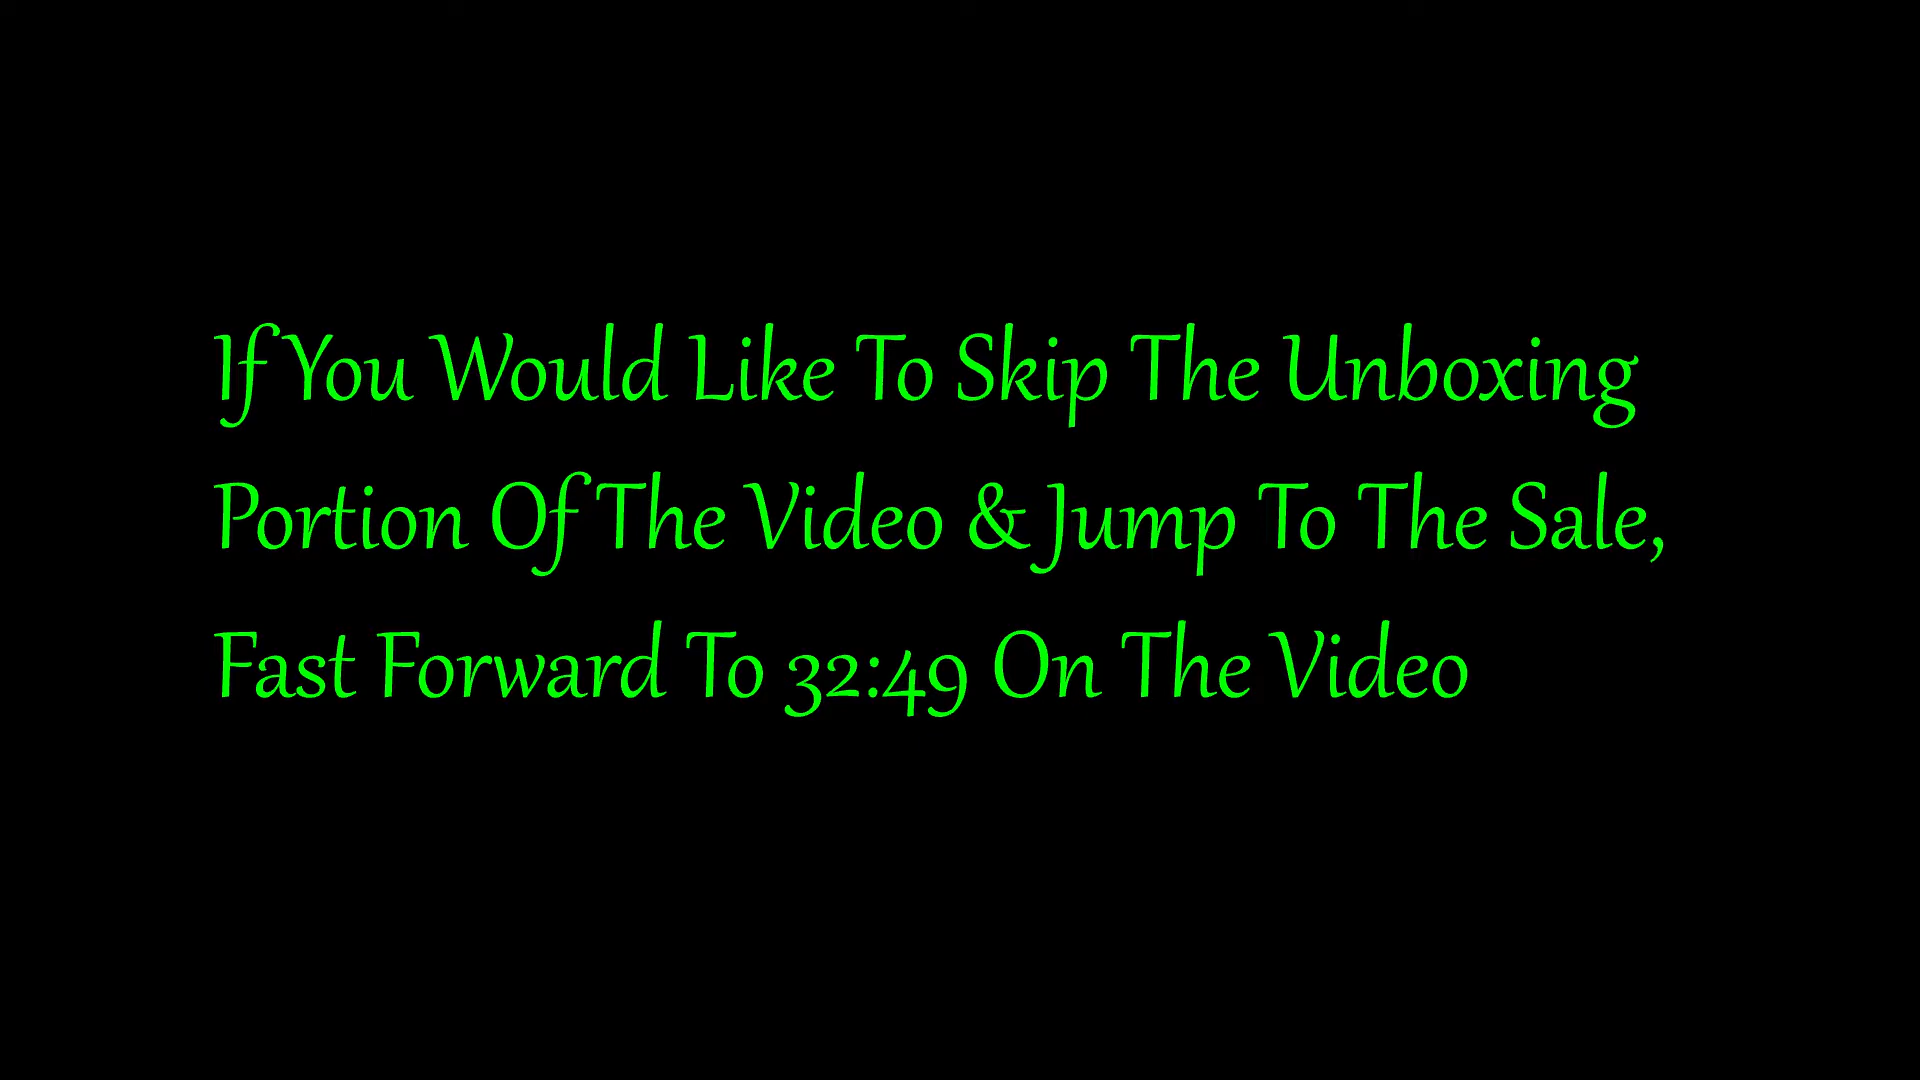 If You Would Like To Skip The Unboxing
Portion Of The Video & Jump To The Sale,
Fast Forward To 32:49 On The Video